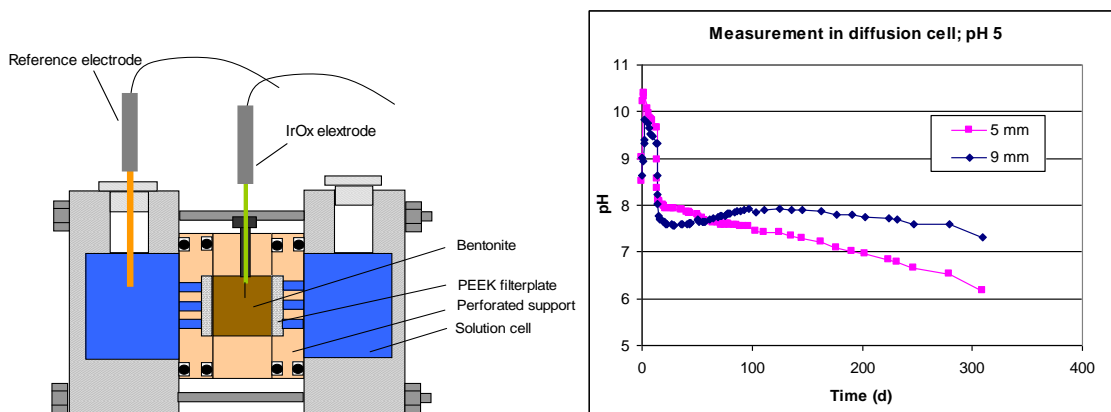 Reference electrode
IrOx elextrode
Bentonite
PEEK filterplate
Perforated support
Solution cell
Measurement in diffusion cell; pH 5
11
10
9
8
7
6
5
pH
5 mm
9 mm
0
100
200
300
400
Time (d)